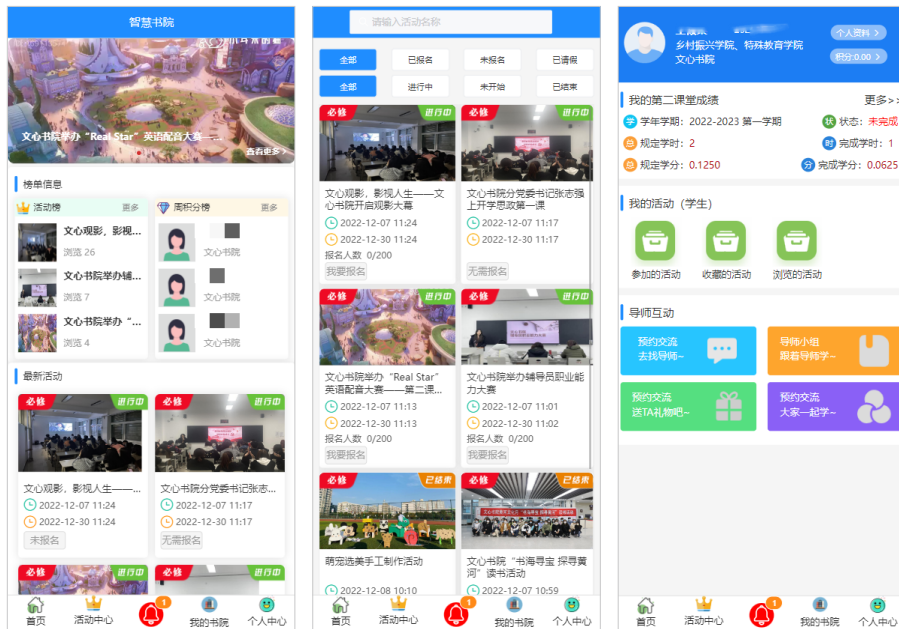 智慧书院
文心书院举办“Real Star”英语配音大赛——...
查看更多>
榜单信息
活动榜
更多
文心观影，影视...
浏览 26
文心书院举办辅...
浏览 7
文心书院举办“...
浏览 4
周积分榜
更多
文心书院
文心书院
文心书院
最新活动
必修
进行中
文心观影，影视人生——...
2022-12-07 11:24
2022-12-30 11:24
未报名
必修
进行中
文心书院分党委书记张志...
2022-12-07 11:17
2022-12-30 11:17
无需报名
必修
进行中
必修
进行中
首页
活动中心
1
我的书院
个人中心
请输入活动名称
全部
已报名
未报名
已请假
全部
进行中
未开始
已结束
必修
进行中
文心观影，影视人生——文
心书院开启观影大幕
2022-12-07 11:24
2022-12-30 11:24
报名人数 0/200
我要报名
必修
进行中
文心书院分党委书记张志强
上开学思政第一课
2022-12-07 11:17
2022-12-30 11:17
无需报名
必修
进行中
文心书院举办“Real Star”
英语配音大赛——第二课...
2022-12-07 11:13
2022-12-30 11:13
报名人数 0/200
我要报名
必修
进行中
文心书院举办辅导员职业能
力大赛
2022-12-07 11:01
2022-12-30 11:02
报名人数 0/200
我要报名
必修
已结束
萌宠选美手工制作活动
2022-12-08 10:10
必修
已结束
文心书院“书海寻宝 探寻黄
河”读书活动
2022-12-07 10:59
首页
活动中心
1
我的书院
个人中心
乡村振兴学院、特殊教育学院
文心书院
个人资料 >
积分:0.00 >
我的第二课堂成绩
更多>>
学 学年学期：2022-2023 第一学期
状 状态：未完成
总 规定学时：2
时 完成学时：1
总 规定学分：0.1250
分 完成学分：0.0625
我的活动（学生）
参加的活动
收藏的活动
浏览的活动
导师互动
预约交流
去找导师~
导师小组
跟着导师学~
预约交流
送TA礼物吧~
预约交流
大家一起学~
首页
活动中心
1
我的书院
个人中心